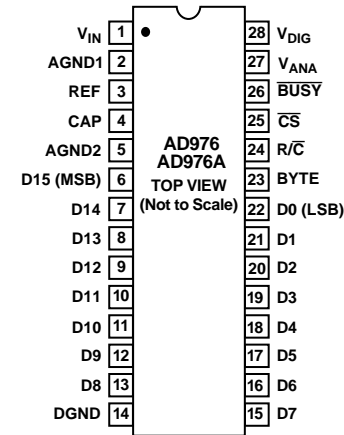 VIN 1 28 VDIG
AGND1 2 27 VANA
REF 3 26 BUSY
CAP 4 25 CS
AGND2 5 24 R/C
D15 (MSB) 6 23 BYTE
D14 7 22 D0 (LSB)
D13 8 21 D1
D12 9 20 D2
D11 10 19 D3
D10 11 18 D4
D9 12 17 D5
D8 13 16 D6
DGND 14 15 D7
AD976
AD976A
TOP VIEW
(Not to Scale)